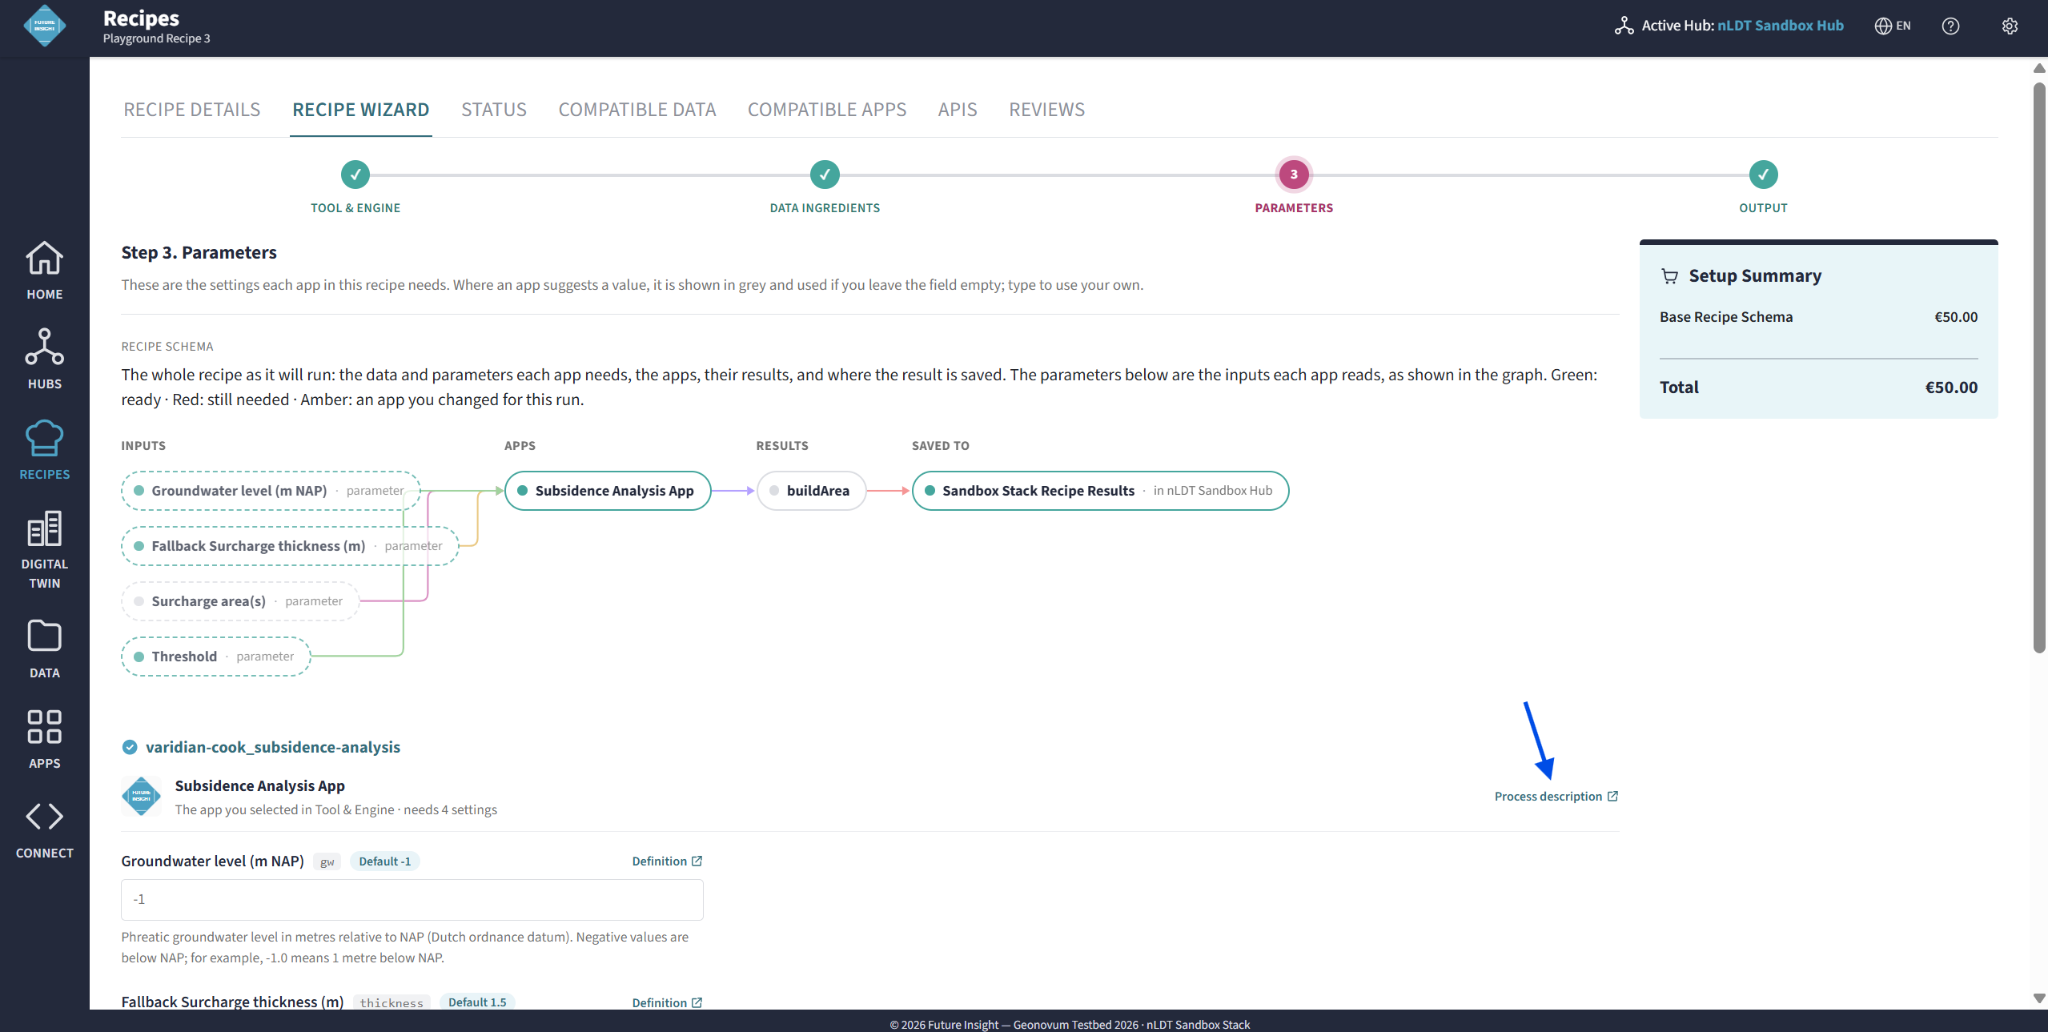 FUTURE INSIGHT
Recipes
Playground Recipe 3
Active Hub: nLDT Sandbox Hub
EN
HOME
HUBS
RECIPES
DIGITAL
TWIN
DATA
APPS
CONNECT
RECIPE DETAILS
RECIPE WIZARD
STATUS
COMPATIBLE DATA
COMPATIBLE APPS
APIS
REVIEWS
3
TOOL & ENGINE
DATA INGREDIENTS
PARAMETERS
OUTPUT
Step 3. Parameters
These are the settings each app in this recipe needs. Where an app suggests a value, it is shown in grey and used if you leave the field empty; type to use your own.
Setup Summary
Base Recipe Schema €50.00
Total €50.00
RECIPE SCHEMA
The whole recipe as it will run: the data and parameters each app needs, the apps, their results, and where the result is saved. The parameters below are the inputs each app reads, as shown in the graph. Green:
ready · Red: still needed · Amber: an app you changed for this run.
INPUTS
APPS
RESULTS
SAVED TO
Groundwater level (m NAP) · parameter
Subsidence Analysis App
buildArea
Sandbox Stack Recipe Results · in nLDT Sandbox Hub
Fallback Surcharge thickness (m) · parameter
Surcharge area(s) · parameter
Threshold · parameter
varidian-cook_subsidence-analysis
FUTURE INSIGHT
Subsidence Analysis App
The app you selected in Tool & Engine · needs 4 settings
Process description
Groundwater level (m NAP) gw Default -1 Definition
-1
Phreatic groundwater level in metres relative to NAP (Dutch ordnance datum). Negative values are
below NAP; for example, -1.0 means 1 metre below NAP.
Fallback Surcharge thickness (m) thickness Default 1.5 Definition
© 2026 Future Insight — Geonovum Testbed 2026 · nLDT Sandbox Stack